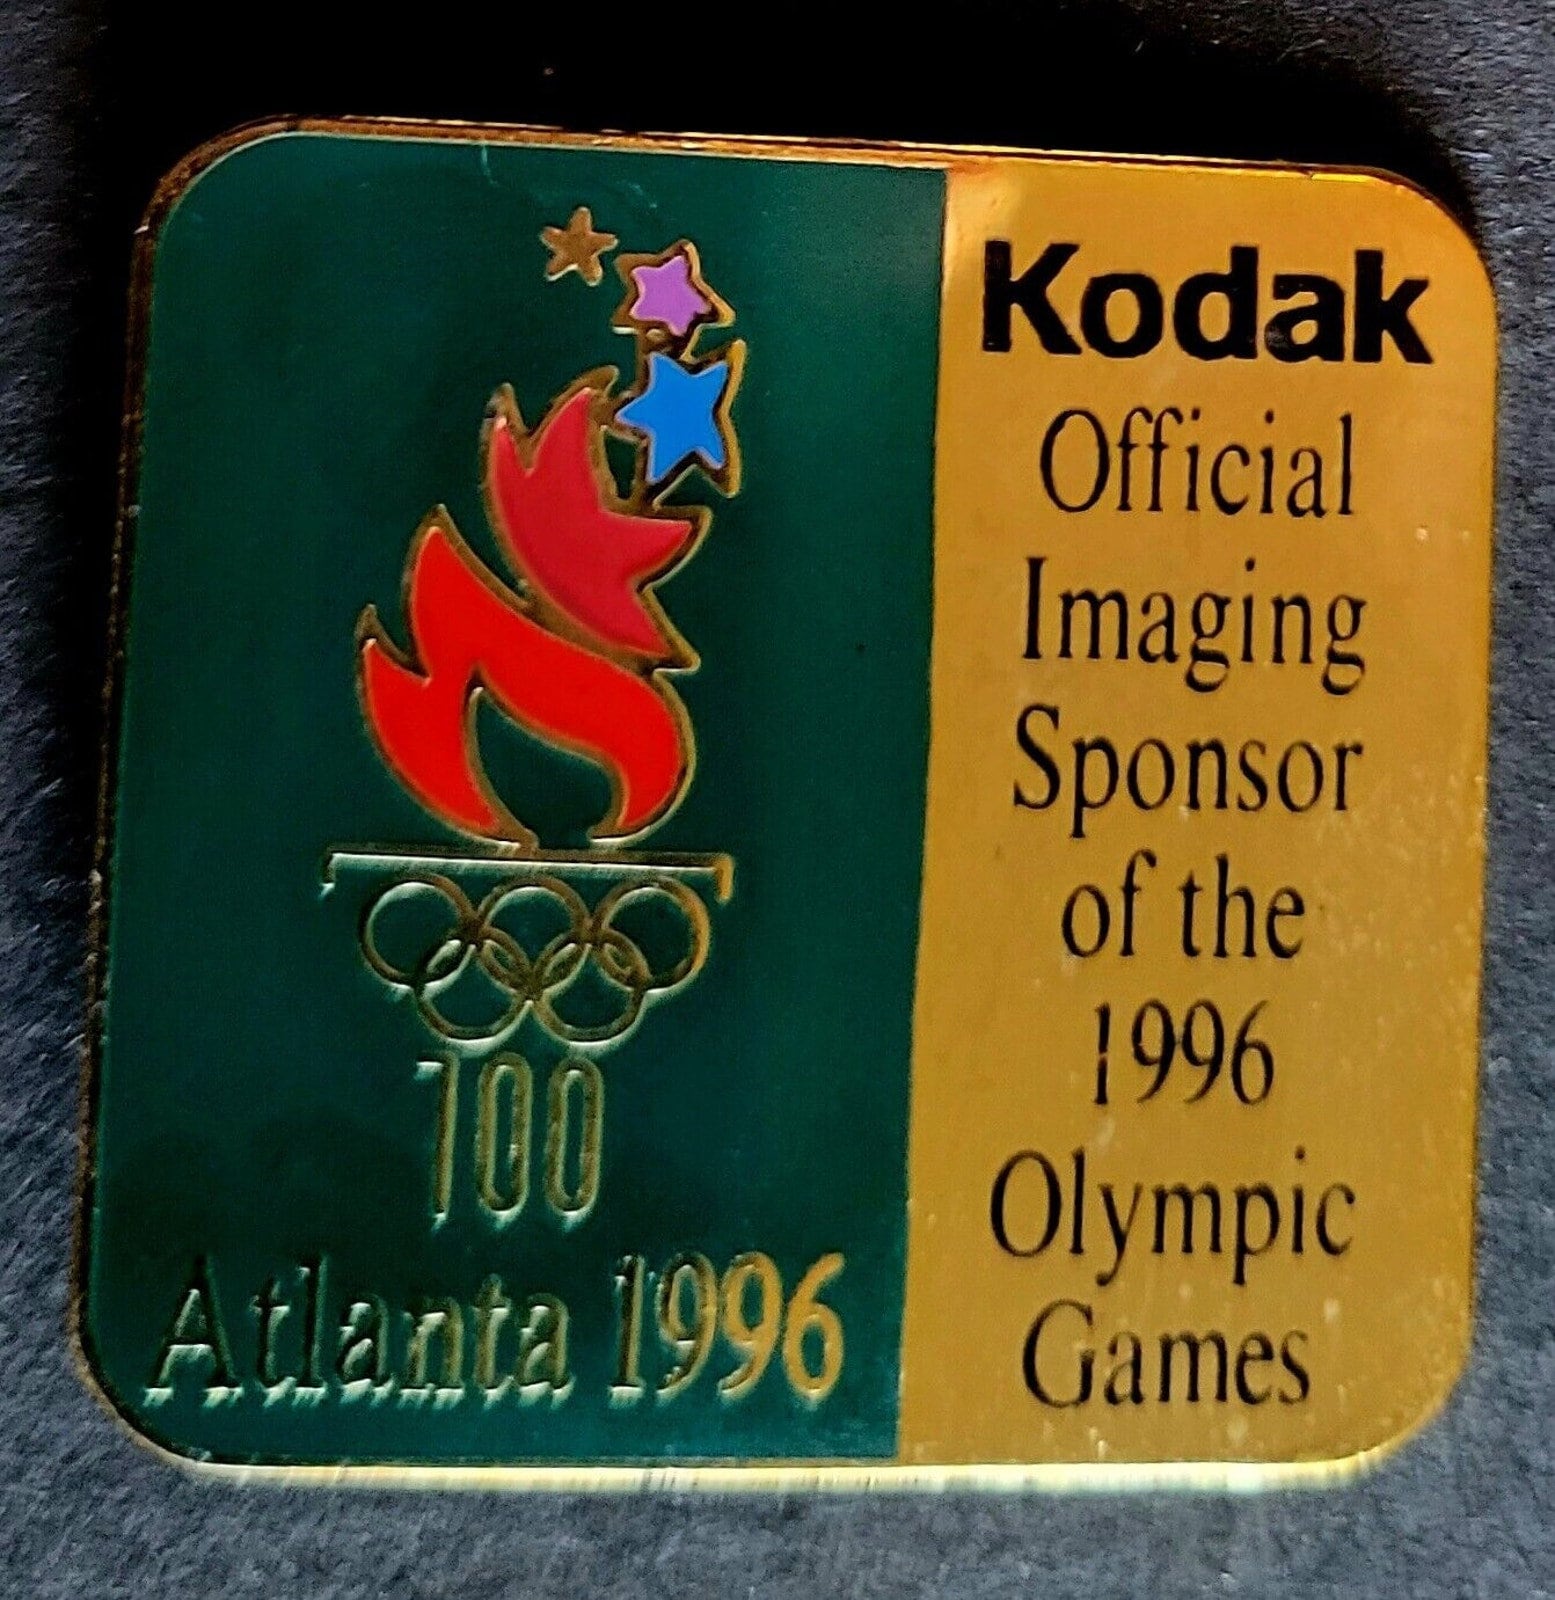 100
Atlanta 1996
Kodak
Official
Imaging
Sponsor
of the
1996
Olympic
Games